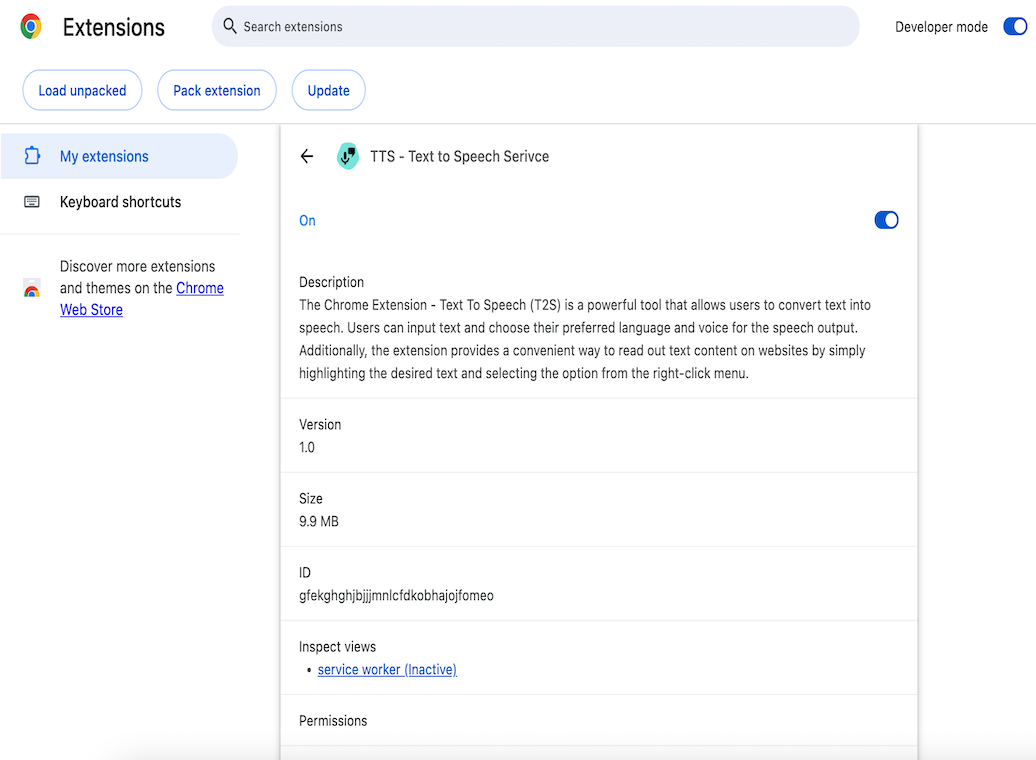 Extensions
Search extensions
Developer mode
Load unpacked
Pack extension
Update
My extensions
Keyboard shortcuts
Discover more extensions
and themes on the Chrome
Web Store
TTS - Text to Speech Serivce
On
Description
The Chrome Extension - Text To Speech (T2S) is a powerful tool that allows users to convert text into
speech. Users can input text and choose their preferred language and voice for the speech output.
Additionally, the extension provides a convenient way to read out text content on websites by simply
highlighting the desired text and selecting the option from the right-click menu.
Version
1.0
Size
9.9 MB
ID
gfekghghjbjjjmnlcfdkobhajojfomeo
Inspect views
• service worker (Inactive)
Permissions